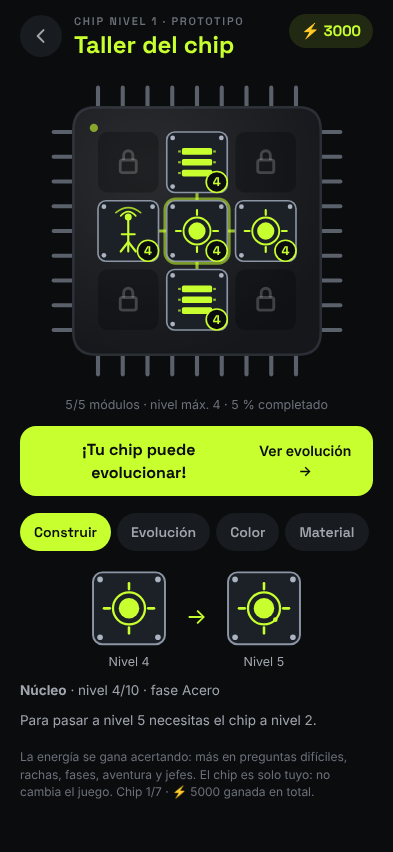 CHIP NIVEL 1 · PROTOTIPO
Taller del chip
⚡ 3000
4
4
4
4
4
5/5 módulos · nivel máx. 4 · 5 % completado
¡Tu chip puede
evolucionar!
Ver evolución
→
Construir
Evolución
Color
Material
→
Nivel 4
Nivel 5
Núcleo · nivel 4/10 · fase Acero
Para pasar a nivel 5 necesitas el chip a nivel 2.
La energía se gana acertando: más en preguntas difíciles,
rachas, fases, aventura y jefes. El chip es solo tuyo: no
cambia el juego. Chip 1/7 · ⚡ 5000 ganada en total.